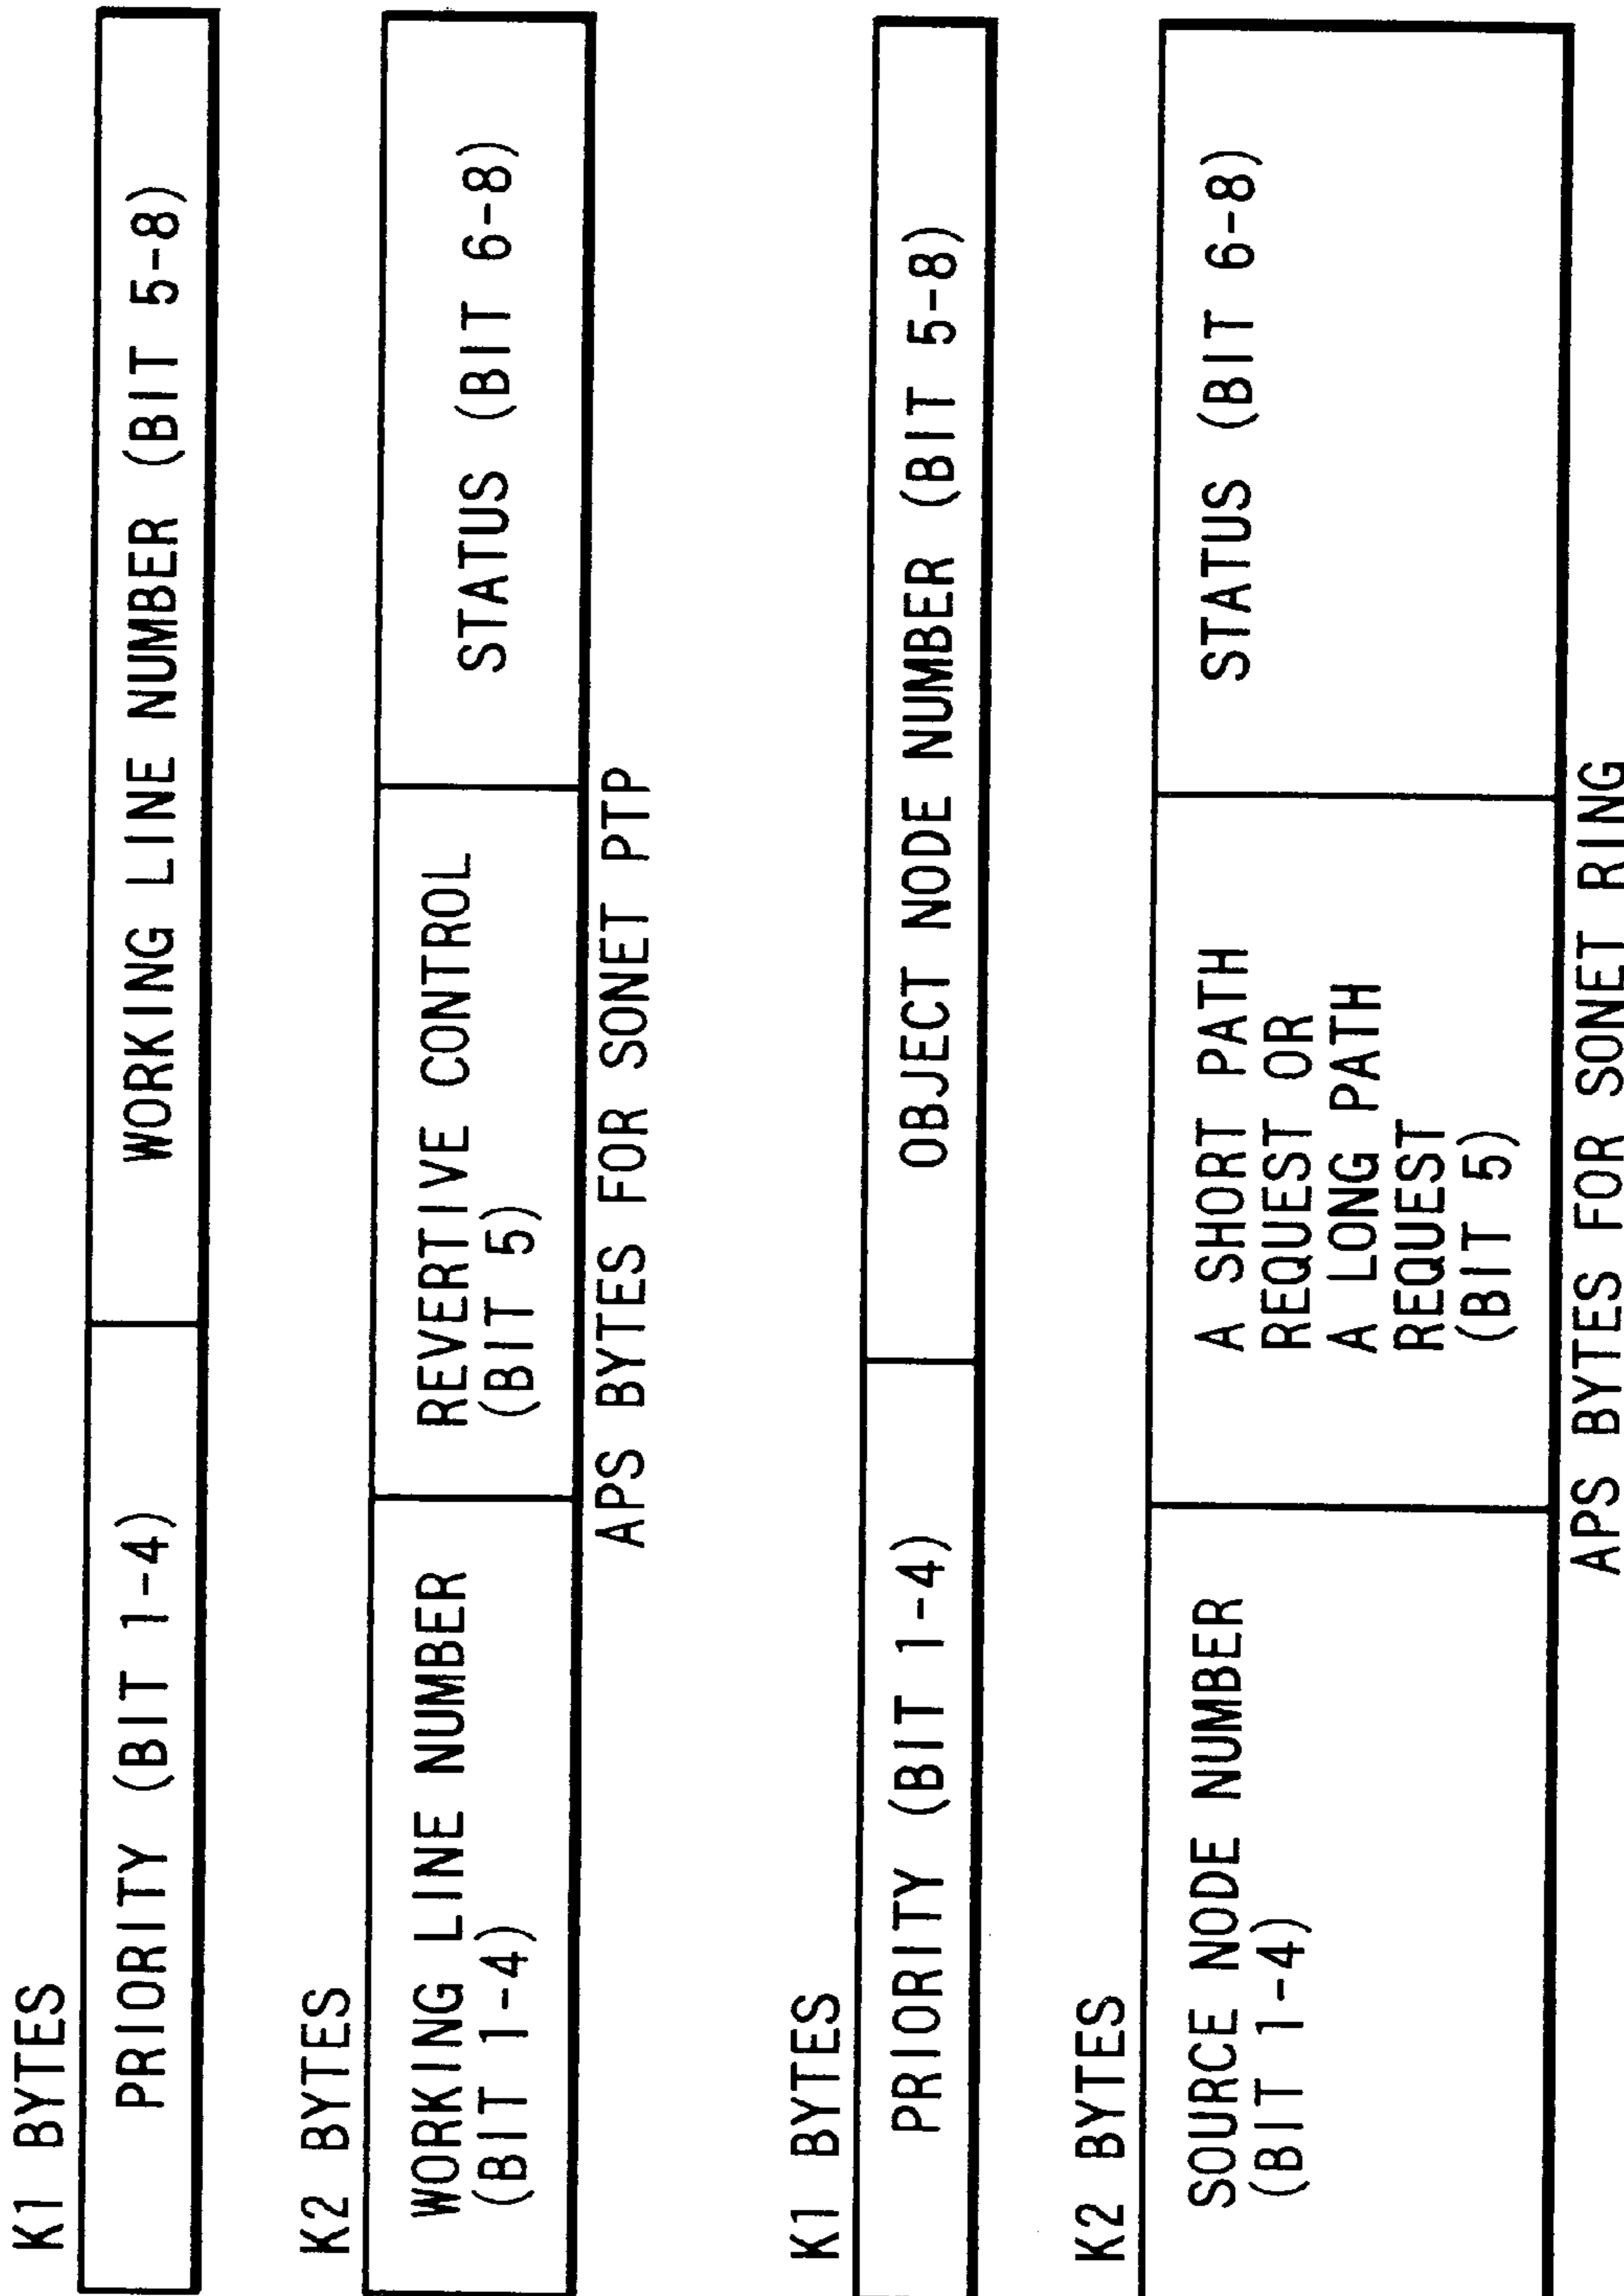 K1 BYTES
PRIORITY (BIT 1-4)
WORKING LINE NUMBER (BIT 5-8)
K2 BYTES
WORKING LINE NUMBER
(BIT 1-4)
REVERTIVE CONTROL
(BIT 5)
STATUS (BIT 6-8)
APS BYTES FOR SONET PTP
K1 BYTES
PRIORITY (BIT 1-4)
OBJECT NODE NUMBER (BIT 5-8)
K2 BYTES
SOURCE NODE NUMBER
(BIT 1-4)
A SHORT PATH
REQUEST OR
A LONG PATH
REQUEST
(BIT 5)
STATUS (BIT 6-8)
APS BYTES FOR SONET RING